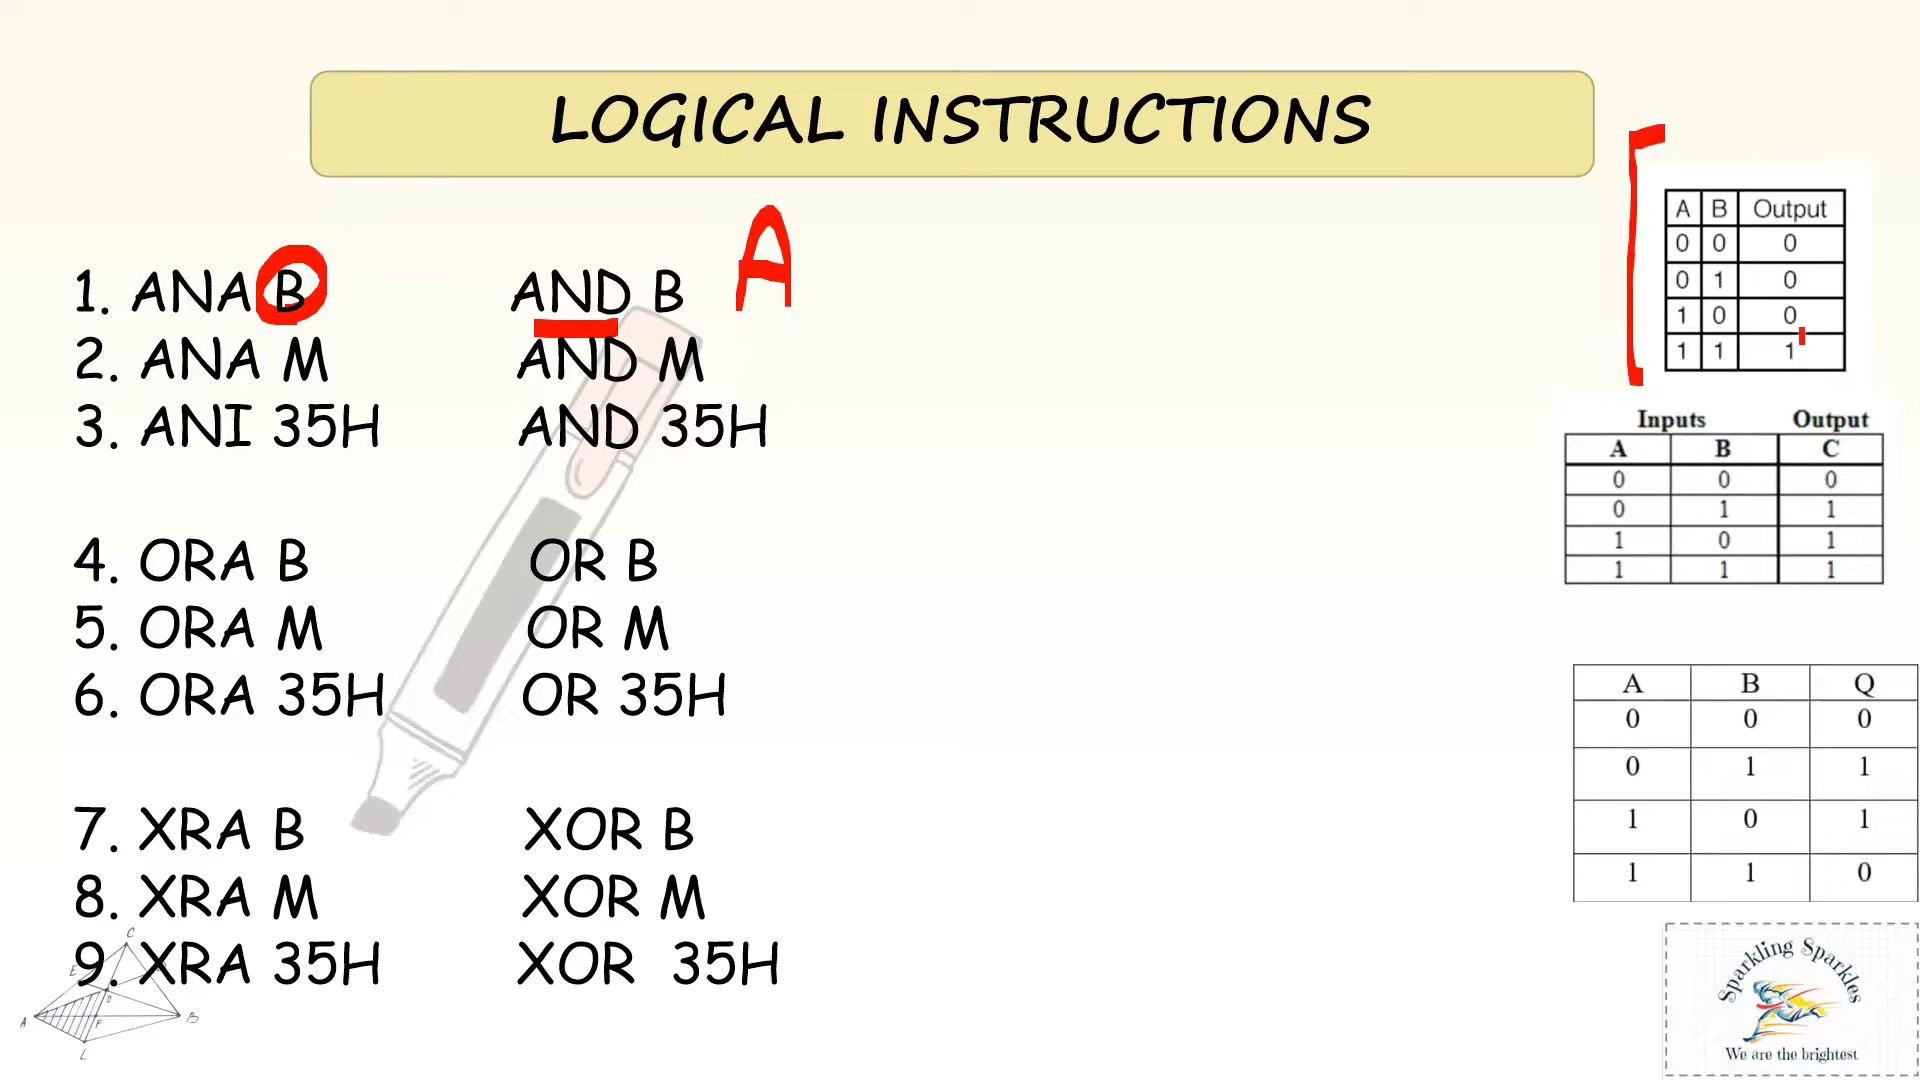 LOGICAL INSTRUCTIONS
A
1. ANA B AND B
2. ANA M AND M
3. ANI 35H AND 35H
4. ORA B OR B
5. ORA M OR M
6. ORA 35H OR 35H
7. XRA B XOR B
8. XRA M XOR M
9. XRA 35H XOR 35H
A B Output
0 0 0
0 1 0
1 0 0
1 1 1
Inputs Output
A B C
0 0 0
0 1 1
1 0 1
1 1 1
A B Q
0 0 0
0 1 1
1 0 1
1 1 0
C
E
D
A F B
L
Sparkling Sparkles
We are the brightest